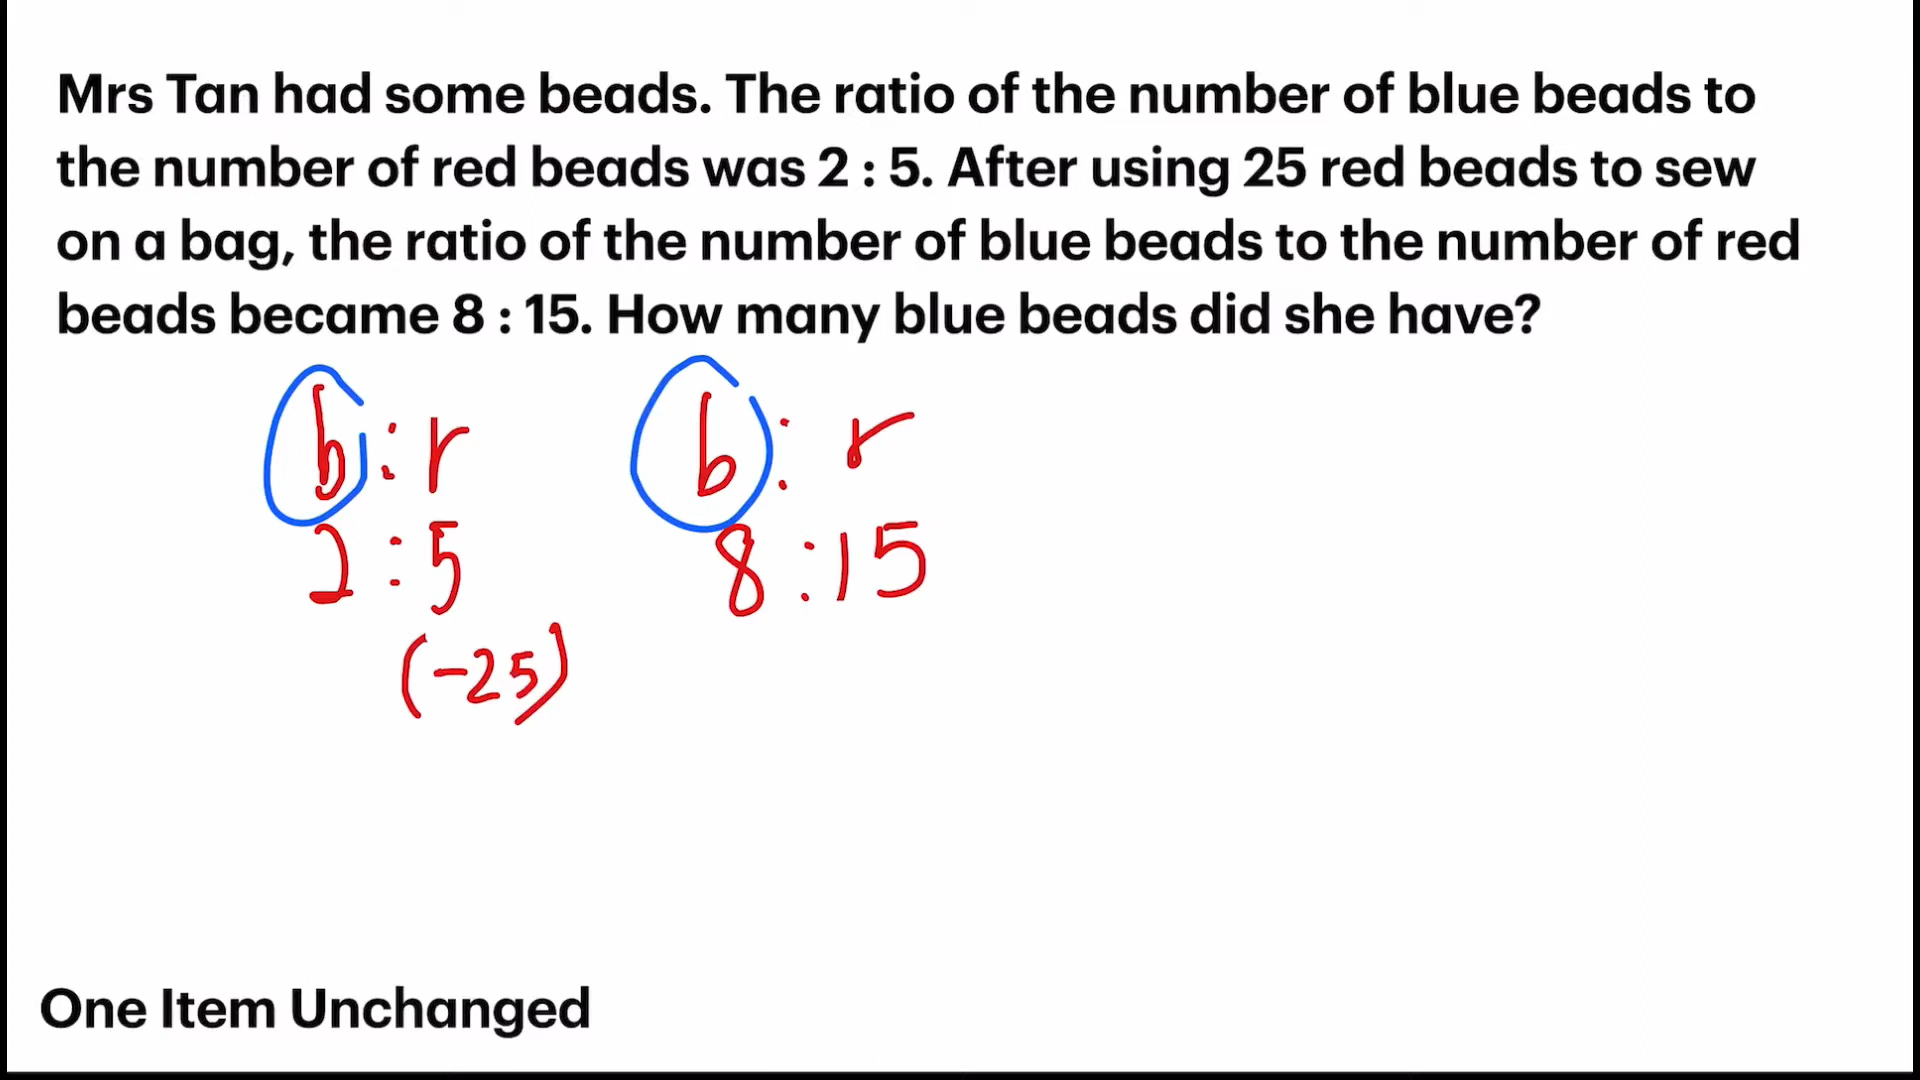 Mrs Tan had some beads. The ratio of the number of blue beads to
the number of red beads was 2 : 5. After using 25 red beads to sew
on a bag, the ratio of the number of blue beads to the number of red
beads became 8 : 15. How many blue beads did she have?
b : r b : r
2 : 5 8 : 15
(-25)
One Item Unchanged